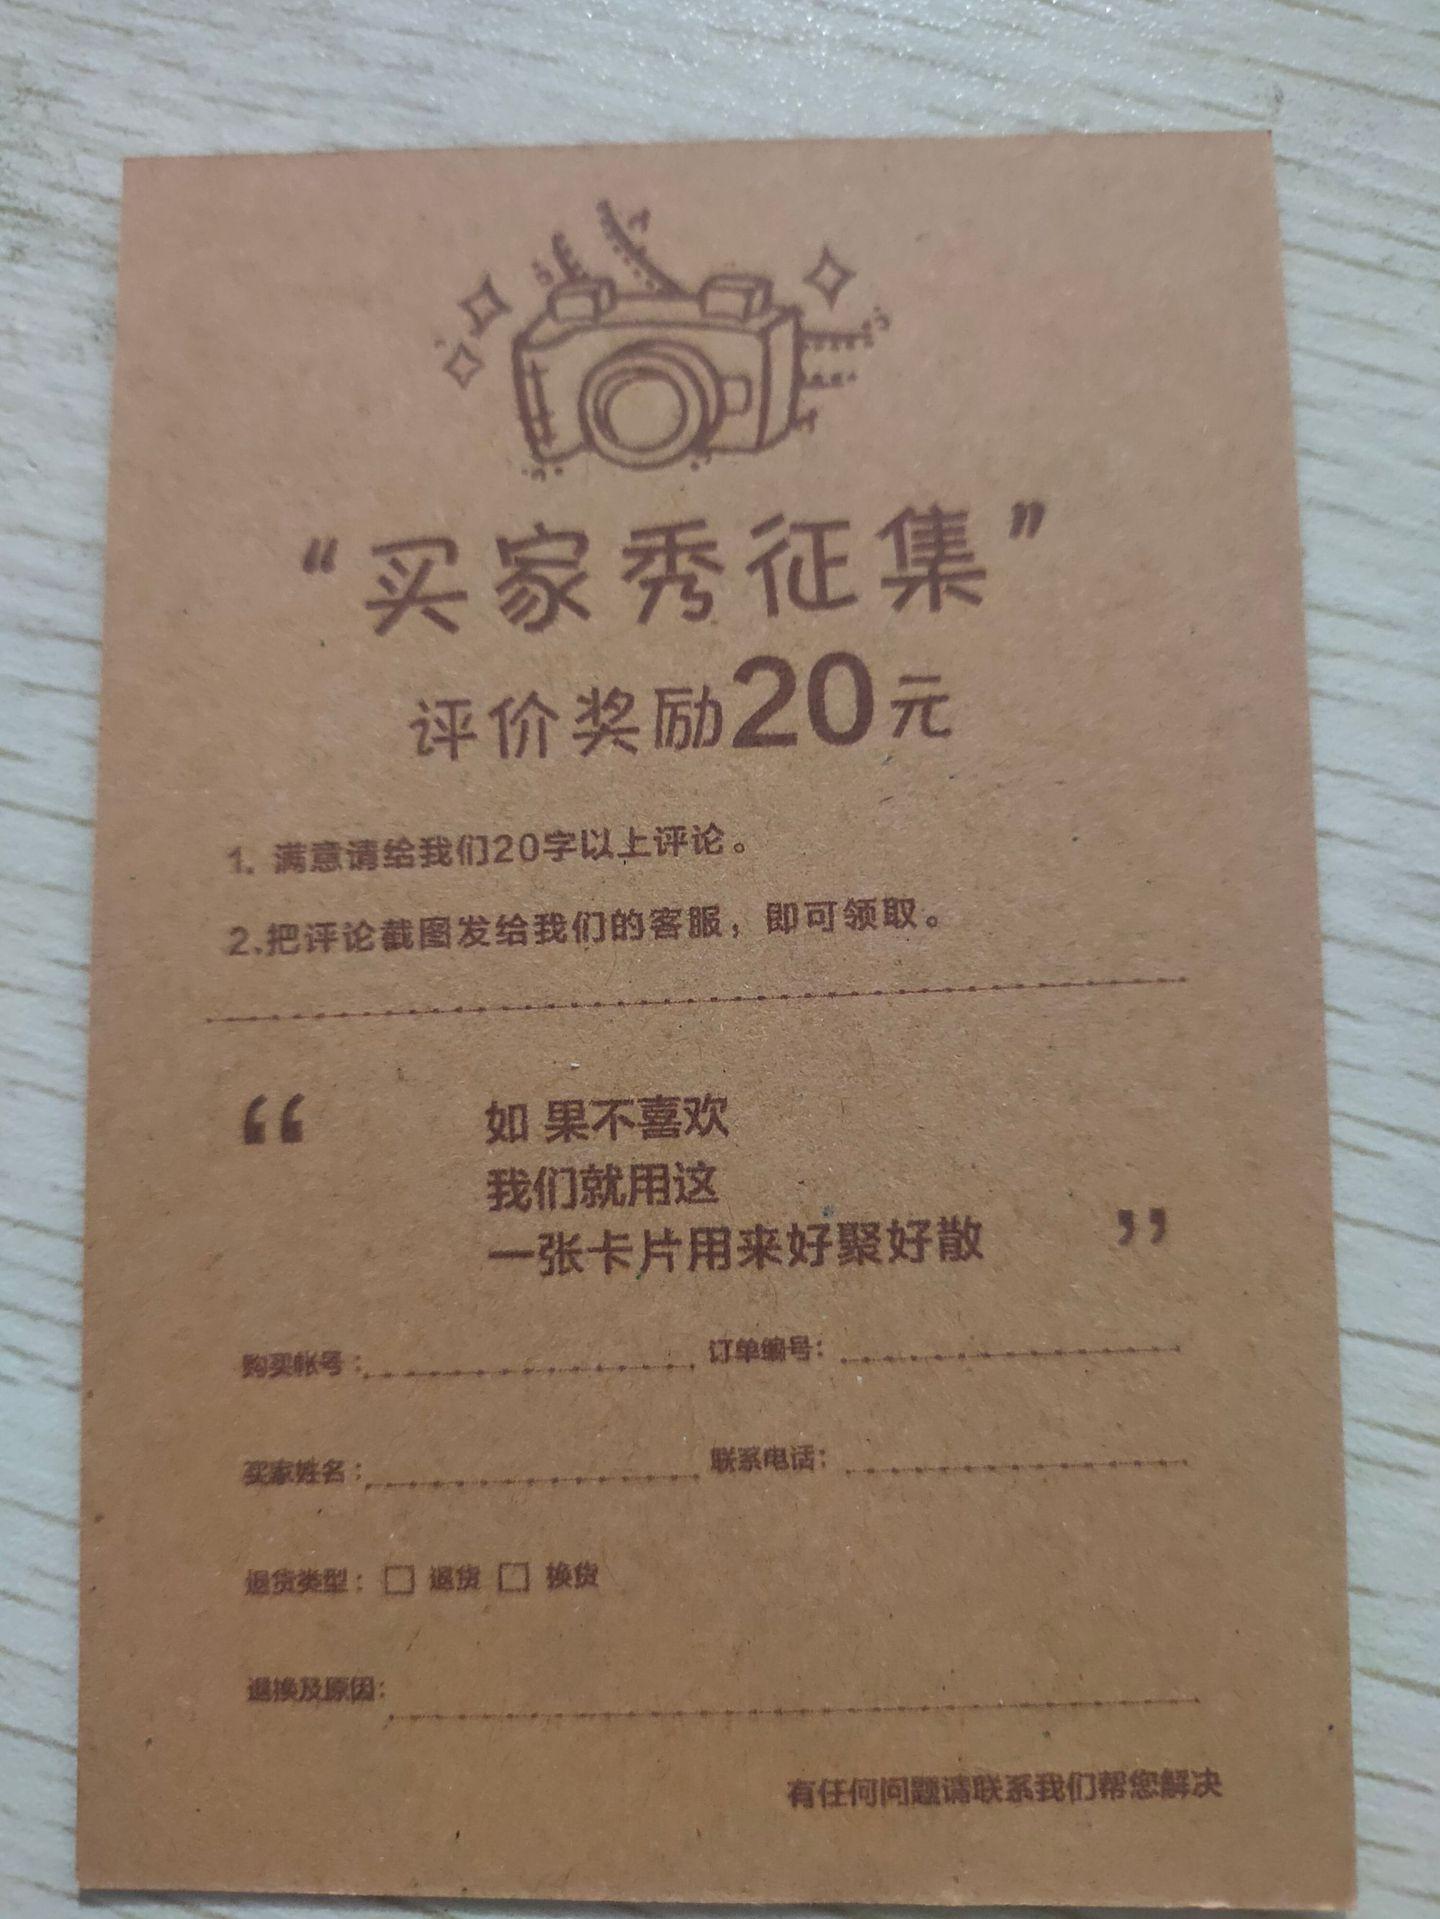 “买家秀征集”
评价奖励20元
1. 满意请给我们20字以上评论。
2.把评论截图发给我们的客服，即可领取。
“ 如 果不喜欢
我们就用这
一张卡片用来好聚好散 ”
购买帐号： 订单编号：
买家姓名： 联系电话：
退货类型：□ 退货 □ 换货
退换及原因：
有任何问题请联系我们帮您解决